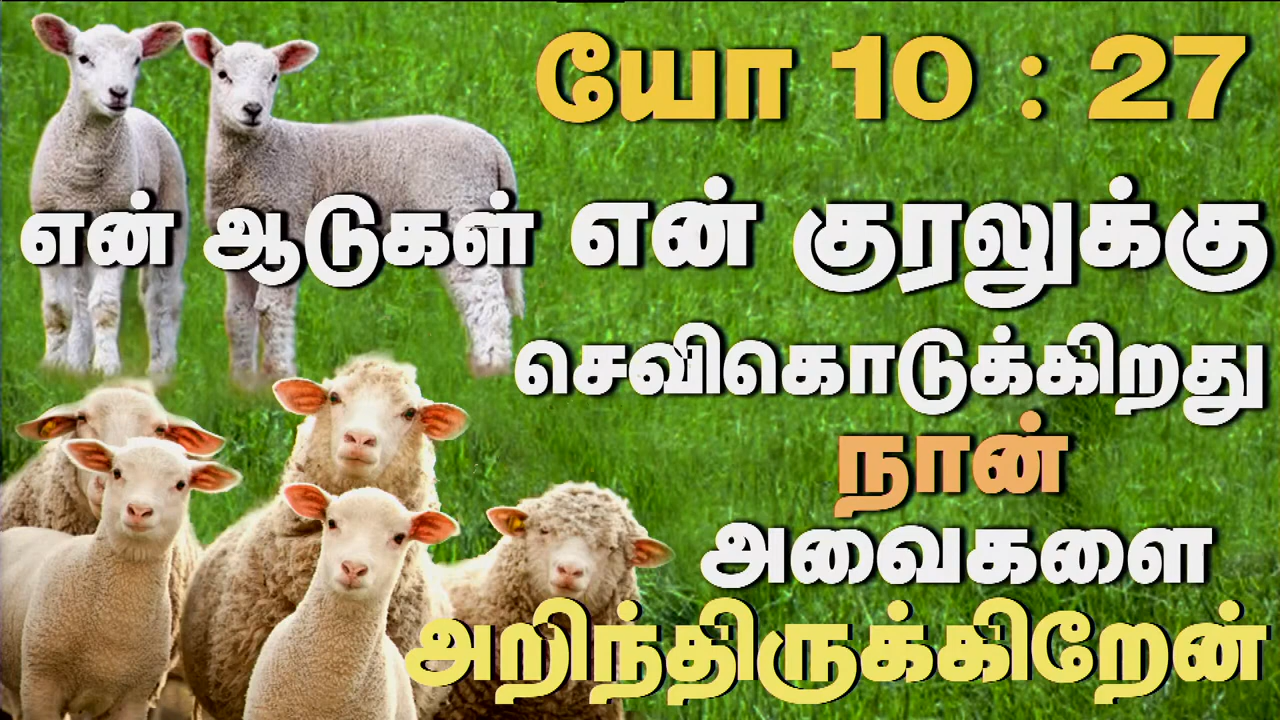 யோ 10 : 27
என் ஆடுகள் என் குரலுக்கு
செவிகொடுக்கிறது
நான்
அவைகளை
அறிந்திருக்கிறேன்